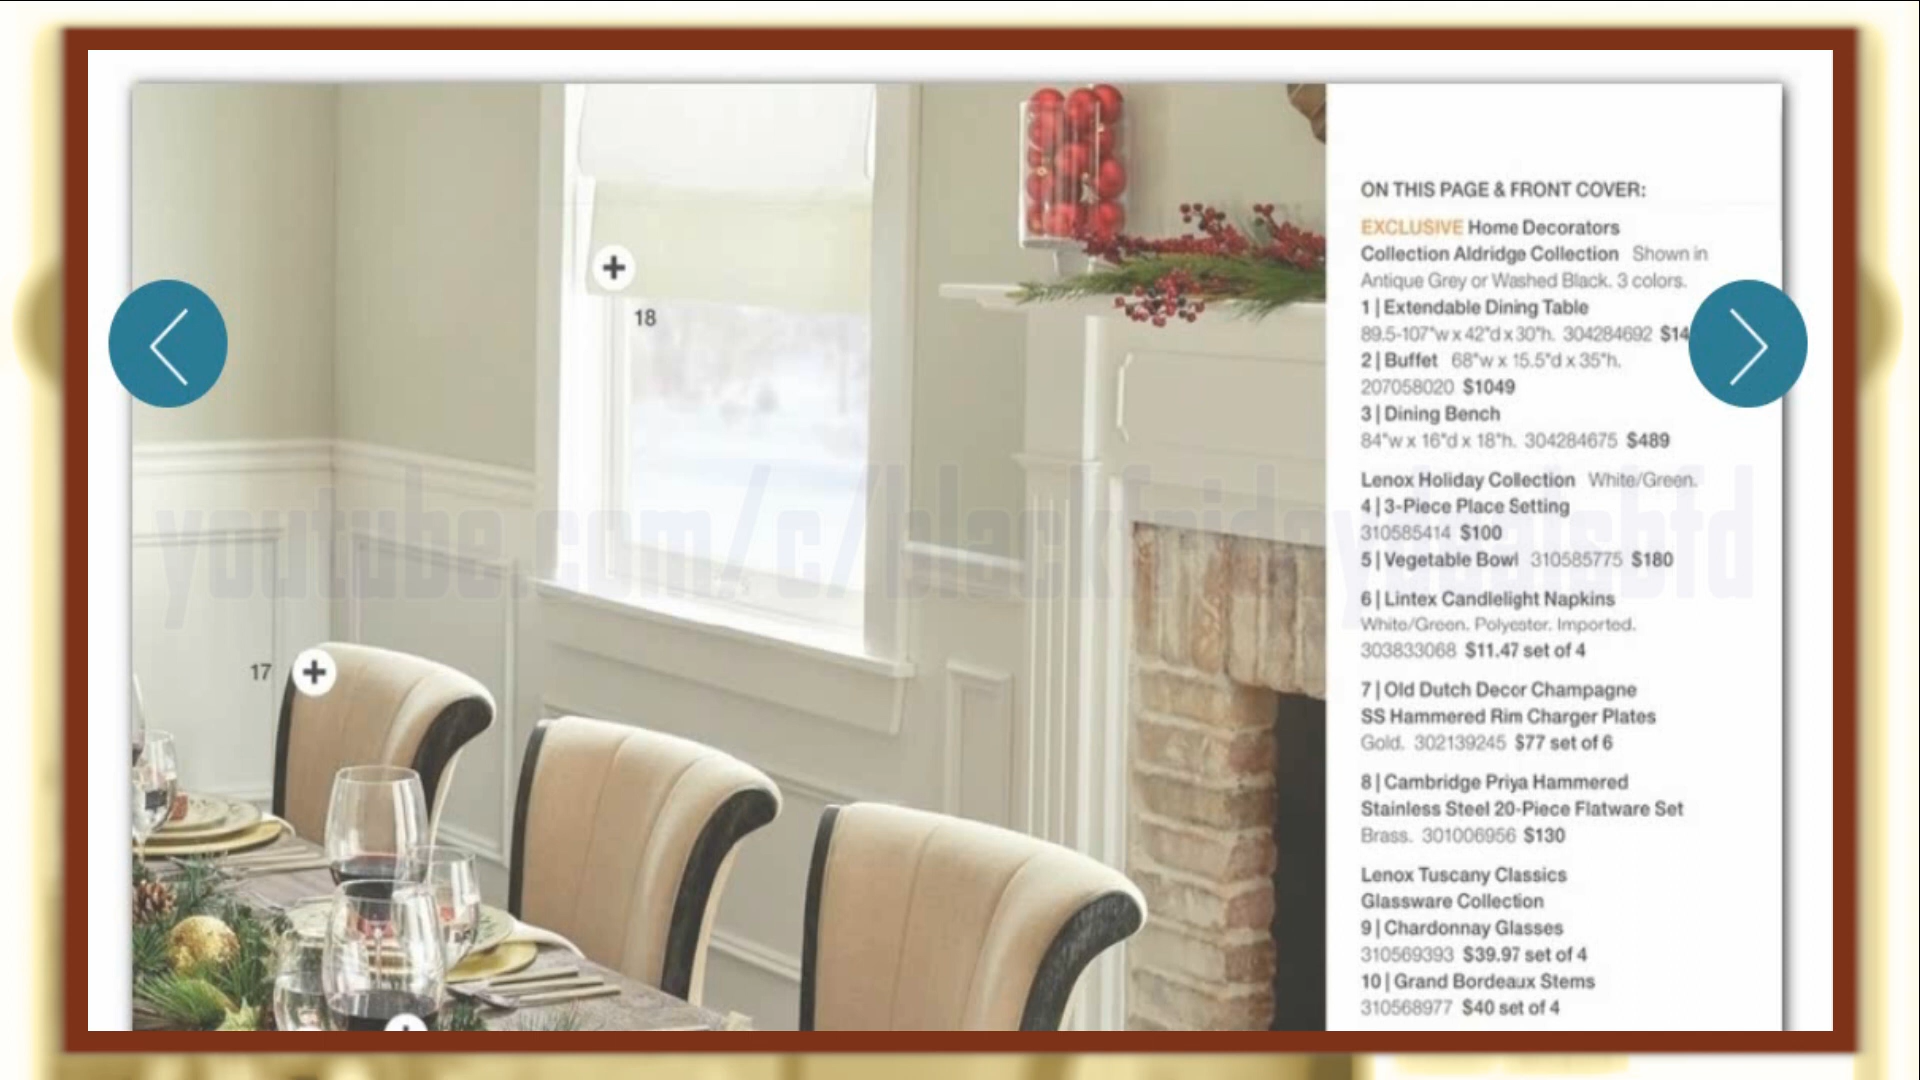 ON THIS PAGE & FRONT COVER:
EXCLUSIVE Home Decorators
Collection Aldridge Collection Shown in
Antique Grey or Washed Black. 3 colors.
1 | Extendable Dining Table
89.5-107"w x 42"d x 30"h. 304284692 $14
2 | Buffet 68"w x 15.5"d x 35"h.
207058020 $1049
3 | Dining Bench
84"w x 16"d x 18"h. 304284675 $489
Lenox Holiday Collection White/Green.
4 | 3-Piece Place Setting
310585414 $100
5 | Vegetable Bowl 310585775 $180
6 | Lintex Candlelight Napkins
White/Green. Polyester. Imported.
303833068 $11.47 set of 4
7 | Old Dutch Decor Champagne
SS Hammered Rim Charger Plates
Gold. 302139245 $77 set of 6
8 | Cambridge Priya Hammered
Stainless Steel 20-Piece Flatware Set
Brass. 301006956 $130
Lenox Tuscany Classics
Glassware Collection
9 | Chardonnay Glasses
310569393 $39.97 set of 4
10 | Grand Bordeaux Stems
310568977 $40 set of 4
18
17
youtube.com/c/blackfridaydealsbfd